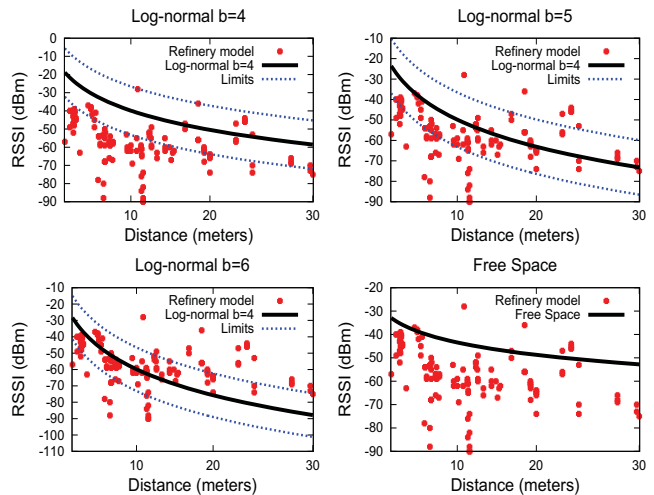 Log-normal b=4
RSSI (dBm)
0
-10
-20
-30
-40
-50
-60
-70
-80
-90
Refinery model
Log-normal b=4
Limits
10
20
30
Distance (meters)
Log-normal b=5
RSSI (dBm)
-10
-20
-30
-40
-50
-60
-70
-80
-90
Refinery model
Log-normal b=4
Limits
10
20
30
Distance (meters)
Log-normal b=6
RSSI (dBm)
-10
-20
-30
-40
-50
-60
-70
-80
-90
-100
-110
Refinery model
Log-normal b=4
Limits
10
20
30
Distance (meters)
Free Space
RSSI (dBm)
-20
-30
-40
-50
-60
-70
-80
-90
Refinery model
Free Space
10
20
30
Distance (meters)